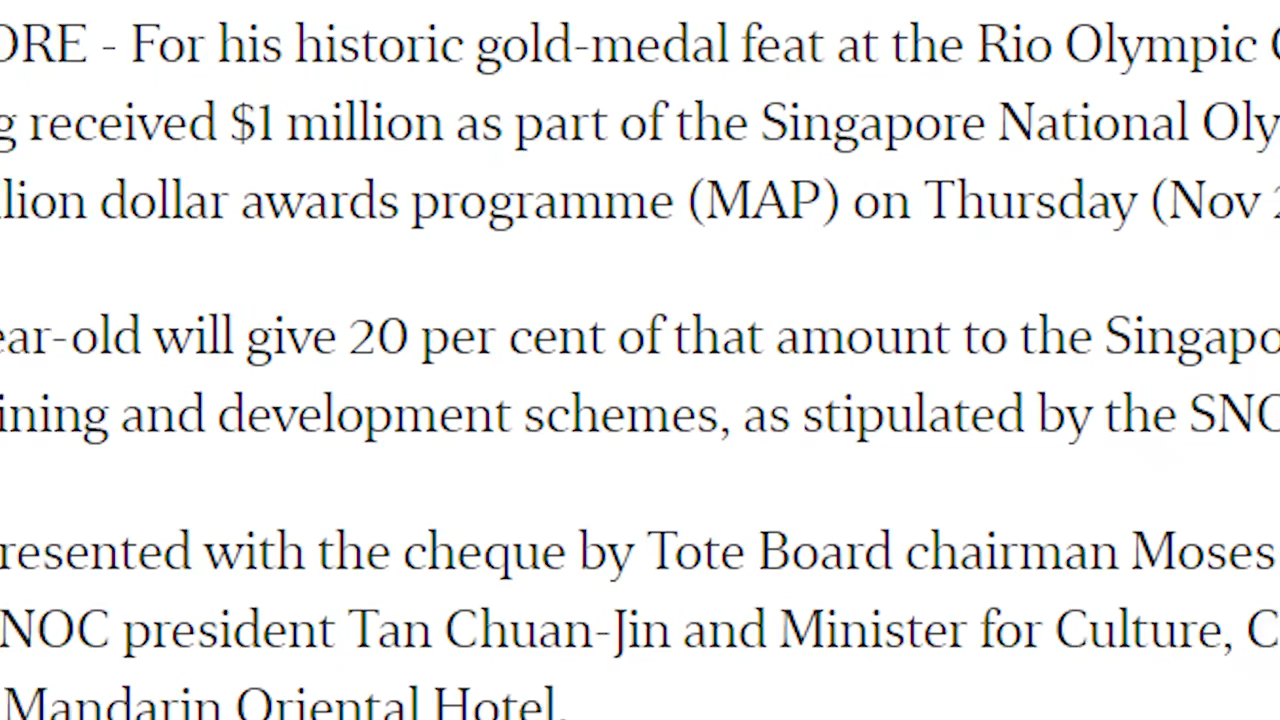 ORE - For his historic gold-medal feat at the Rio Olympic
g received $1 million as part of the Singapore National Oly
llion dollar awards programme (MAP) on Thursday (Nov 2
ear-old will give 20 per cent of that amount to the Singapo
ining and development schemes, as stipulated by the SNO
resented with the cheque by Tote Board chairman Moses
NOC president Tan Chuan-Jin and Minister for Culture, C
Mandarin Oriental Hotel.